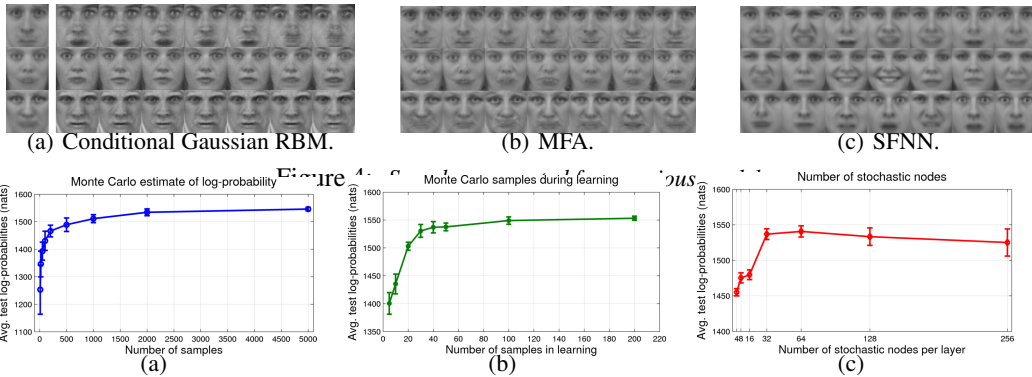 (a) Conditional Gaussian RBM.
(b) MFA.
(c) SFNN.
Figure 4:
Monte Carlo estimate of log-probability
Avg. test log-probabilities (nats)
1600
1500
1400
1300
1200
1100
0 500 1000 1500 2000 2500 3000 3500 4000 4500 5000
Number of samples
(a)
Monte Carlo samples during learning
Avg. test log-probabilities (nats)
1600
1550
1500
1450
1400
1350
0 20 40 60 80 100 120 140 160 180 200 220
Number of samples in learning
(b)
Number of stochastic nodes
Avg. test log-probabilitities (nats)
1600
1550
1500
1450
1400
48 16 32 64 128 256
Number of stochastic nodes per layer
(c)